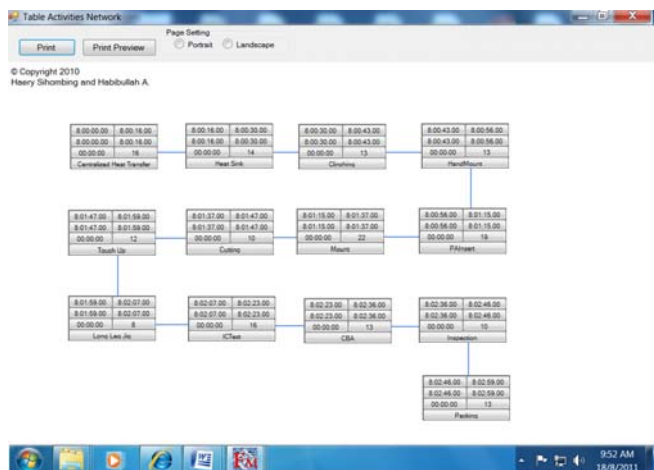 Table Activities Network
Page Setting
Print Print Preview Portrait Landscape
© Copyright 2010
Haery Sihombing and Habibullah A.
8:00:00.00 8:00:16.00
8:00:00.00 8:00:16.00
00:00:00 16
Centralized Heat Transfer
8:00:16.00 8:00:30.00
8:00:16.00 8:00:30.00
00:00:00 14
Heat Sink
8:00:30.00 8:00:43.00
8:00:30.00 8:00:43.00
00:00:00 13
Clinching
8:00:43.00 8:00:56.00
8:00:43.00 8:00:56.00
00:00:00 13
HandMount
8:01:47.00 8:01:59.00
8:01:47.00 8:01:59.00
00:00:00 12
Touch Up
8:01:37.00 8:01:47.00
8:01:37.00 8:01:47.00
00:00:00 10
Cutting
8:01:15.00 8:01:37.00
8:01:15.00 8:01:37.00
00:00:00 22
Mount
8:00:56.00 8:01:15.00
8:00:56.00 8:01:15.00
00:00:00 19
PAInsert
8:01:59.00 8:02:07.00
8:01:59.00 8:02:07.00
00:00:00 8
Long Leg Jig
8:02:07.00 8:02:23.00
8:02:07.00 8:02:23.00
00:00:00 16
ICTest
8:02:23.00 8:02:36.00
8:02:23.00 8:02:36.00
00:00:00 13
CBA
8:02:36.00 8:02:46.00
8:02:36.00 8:02:46.00
00:00:00 10
Inspection
8:02:46.00 8:02:59.00
8:02:46.00 8:02:59.00
00:00:00 13
Packing
9:52 AM
18/8/2011